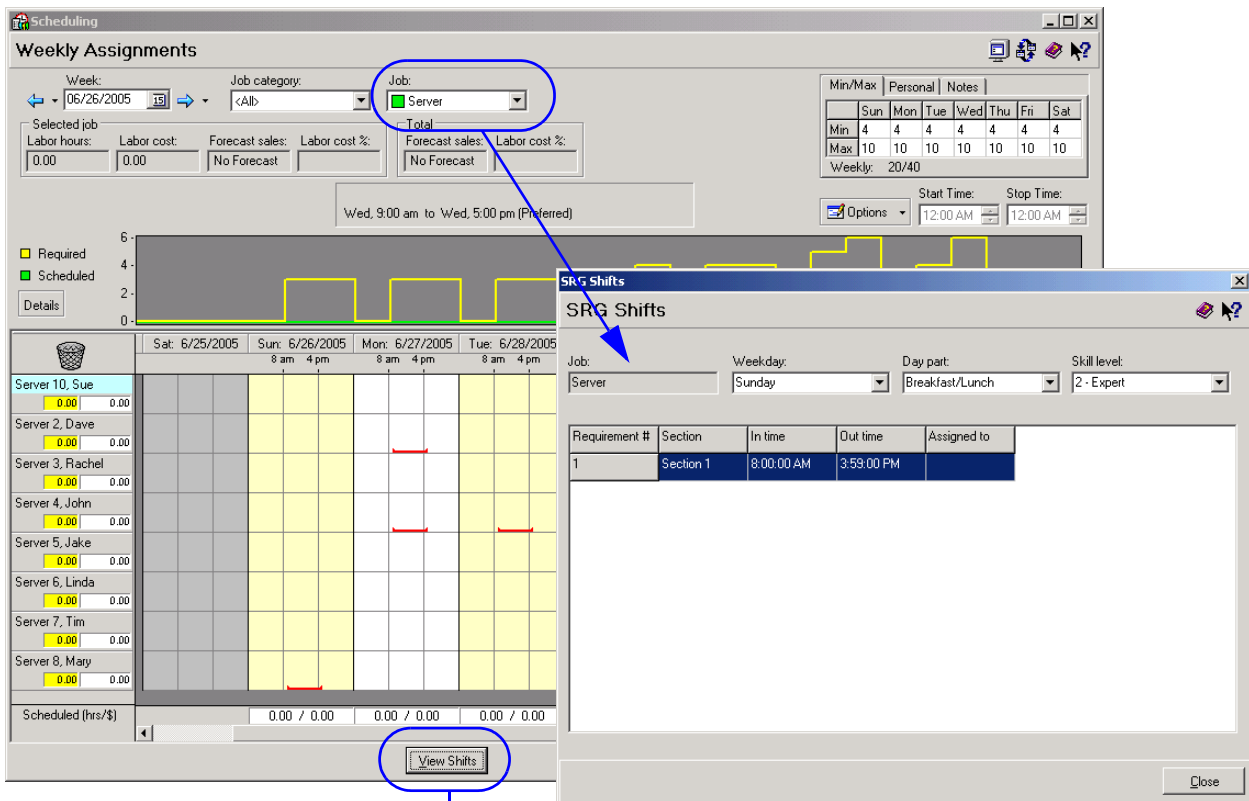 Scheduling
Weekly Assignments
Week:
Job category:
Job:
06/26/2005
15
<All>
Server
Selected job
Labor hours:
Labor cost:
Forecast sales:
Labor cost %:
0.00
0.00
No Forecast
Total
Forecast sales:
Labor cost %:
No Forecast
Min/Max
Personal
Notes
Sun Mon Tue Wed Thu Fri Sat
Min 4 4 4 4 4 4 4
Max 10 10 10 10 10 10 10
Weekly: 20/40
Wed, 9:00 am to Wed, 5:00 pm (Preferred)
Options
Start Time:
Stop Time:
12:00 AM
12:00 AM
Required
Scheduled
Details
6
4
2
0
Sat: 6/25/2005
Sun: 6/26/2005
Mon: 6/27/2005
Tue: 6/28/2005
8 am 4 pm
8 am 4 pm
8 am 4 pm
Server 10, Sue
0.00 0.00
Server 2, Dave
0.00 0.00
Server 3, Rachel
0.00 0.00
Server 4, John
0.00 0.00
Server 5, Jake
0.00 0.00
Server 6, Linda
0.00 0.00
Server 7, Tim
0.00 0.00
Server 8, Mary
0.00 0.00
Scheduled (hrs/$)
0.00 / 0.00
0.00 / 0.00
0.00 / 0.00
View Shifts
SRG Shifts
SRG Shifts
Job:
Weekday:
Day part:
Skill level:
Server
Sunday
Breakfast/Lunch
2 - Expert
Requirement # Section In time Out time Assigned to
1 Section 1 8:00:00 AM 3:59:00 PM
Close